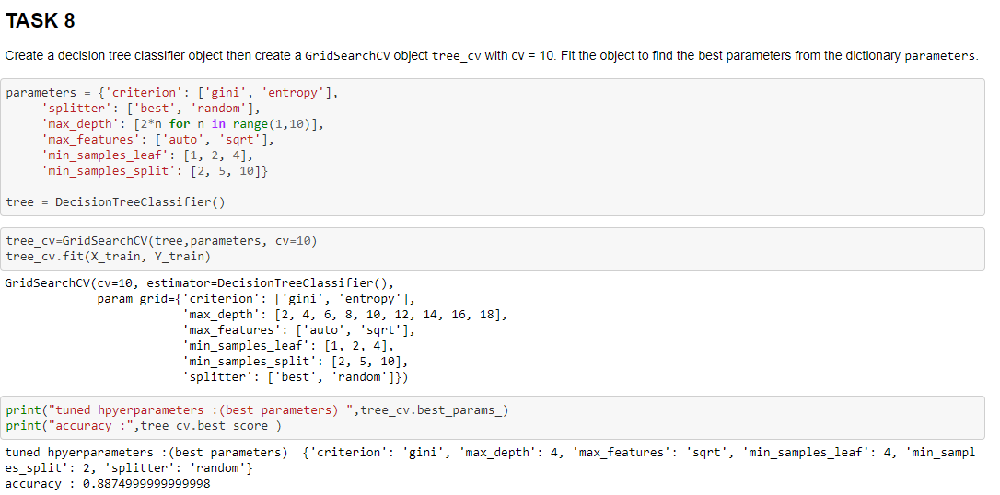 TASK 8
Create a decision tree classifier object then create a GridSearchCV object tree_cv with cv = 10. Fit the object to find the best parameters from the dictionary parameters.
parameters = {'criterion': ['gini', 'entropy'],
     'splitter': ['best', 'random'],
     'max_depth': [2*n for n in range(1,10)],
     'max_features': ['auto', 'sqrt'],
     'min_samples_leaf': [1, 2, 4],
     'min_samples_split': [2, 5, 10]}
tree = DecisionTreeClassifier()
tree_cv=GridSearchCV(tree,parameters, cv=10)
tree_cv.fit(X_train, Y_train)
GridSearchCV(cv=10, estimator=DecisionTreeClassifier(),
             param_grid={'criterion': ['gini', 'entropy'],
                         'max_depth': [2, 4, 6, 8, 10, 12, 14, 16, 18],
                         'max_features': ['auto', 'sqrt'],
                         'min_samples_leaf': [1, 2, 4],
                         'min_samples_split': [2, 5, 10],
                         'splitter': ['best', 'random']})
print("tuned hpyerparameters :(best parameters) ",tree_cv.best_params_)
print("accuracy :",tree_cv.best_score_)
tuned hpyerparameters :(best parameters)  {'criterion': 'gini', 'max_depth': 4, 'max_features': 'sqrt', 'min_samples_leaf': 4, 'min_sampl
es_split': 2, 'splitter': 'random'}
accuracy : 0.8874999999999998